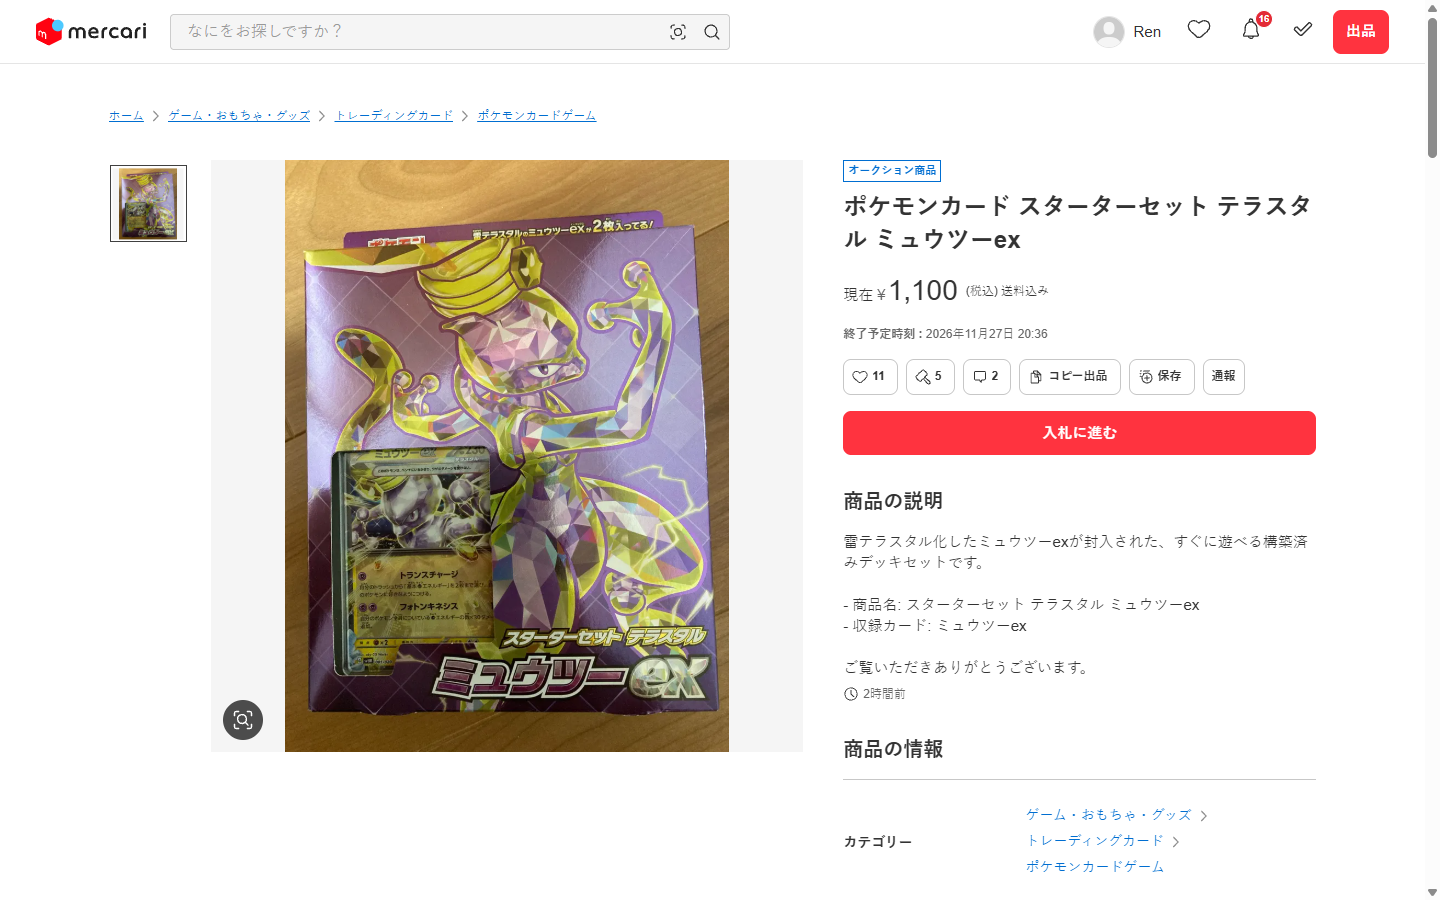 mercari
なにをお探しですか?
Ren
16
出品
ホーム
ゲーム・おもちゃ・グッズ
トレーディングカード
ポケモンカードゲーム
ポケモン
雷テラスタルのミュウツーexが2枚入ってる!
ミュウツー
トランスチャージ
フォトンキネシス
スターターセット テラスタル
ミュウツーex
オークション商品
ポケモンカード スターターセット テラスタ
ル ミュウツーex
現在 ¥1,100 (税込) 送料込み
終了予定時刻 : 2026年11月27日 20:36
11
5
2
コピー出品
保存
通報
入札に進む
商品の説明
雷テラスタル化したミュウツーexが封入された、すぐに遊べる構築済
みデッキセットです。
- 商品名: スターターセット テラスタル ミュウツーex
- 収録カード: ミュウツーex
ご覧いただきありがとうございます。
2時間前
商品の情報
カテゴリー
ゲーム・おもちゃ・グッズ
トレーディングカード
ポケモンカードゲーム